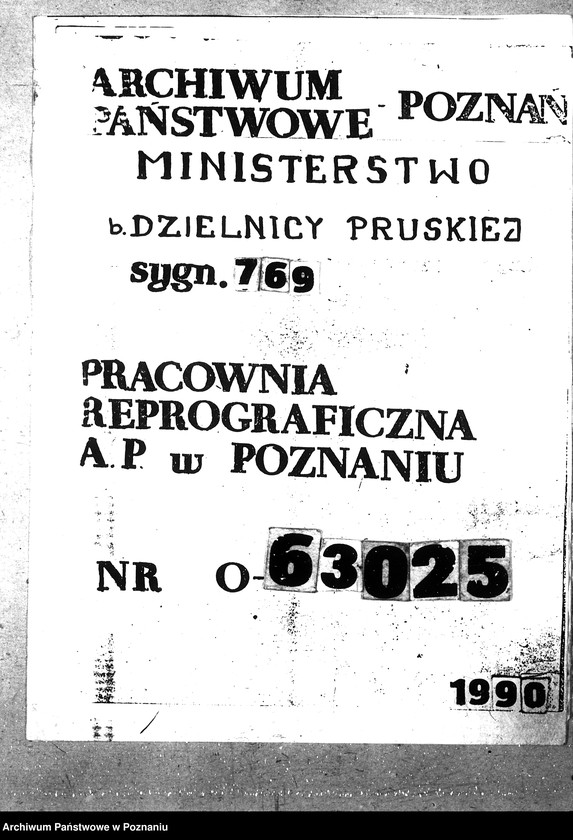 ARCHIWUM
PAŃSTWOWE - POZNAŃ
MINISTERSTWO
b. DZIELNICY PRUSKIEJ
sygn. 769
PRACOWNIA
REPROGRAFICZNA
A.P. w POZNANIU
NR O-63025
1990
Archiwum Państwowe w Poznaniu